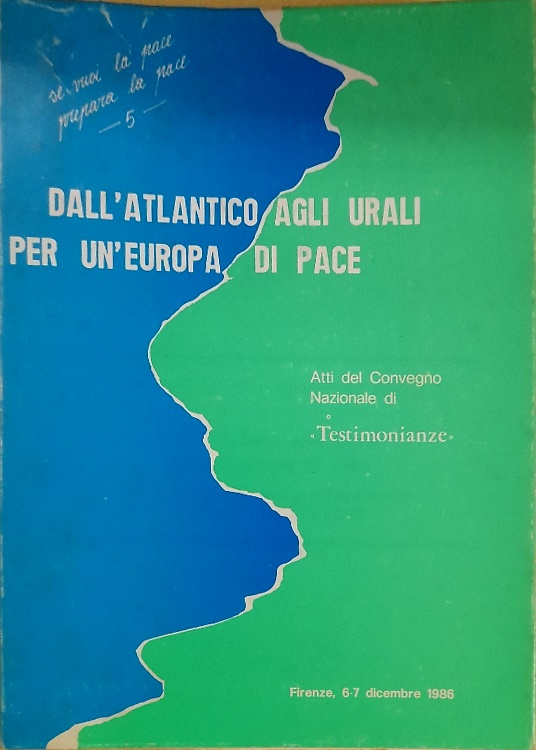 se vuoi la pace
prepara la pace
— 5 —
DALL'ATLANTICO AGLI URALI
PER UN'EUROPA DI PACE
Atti del Convegno
Nazionale di
«Testimonianze»
Firenze, 6-7 dicembre 1986